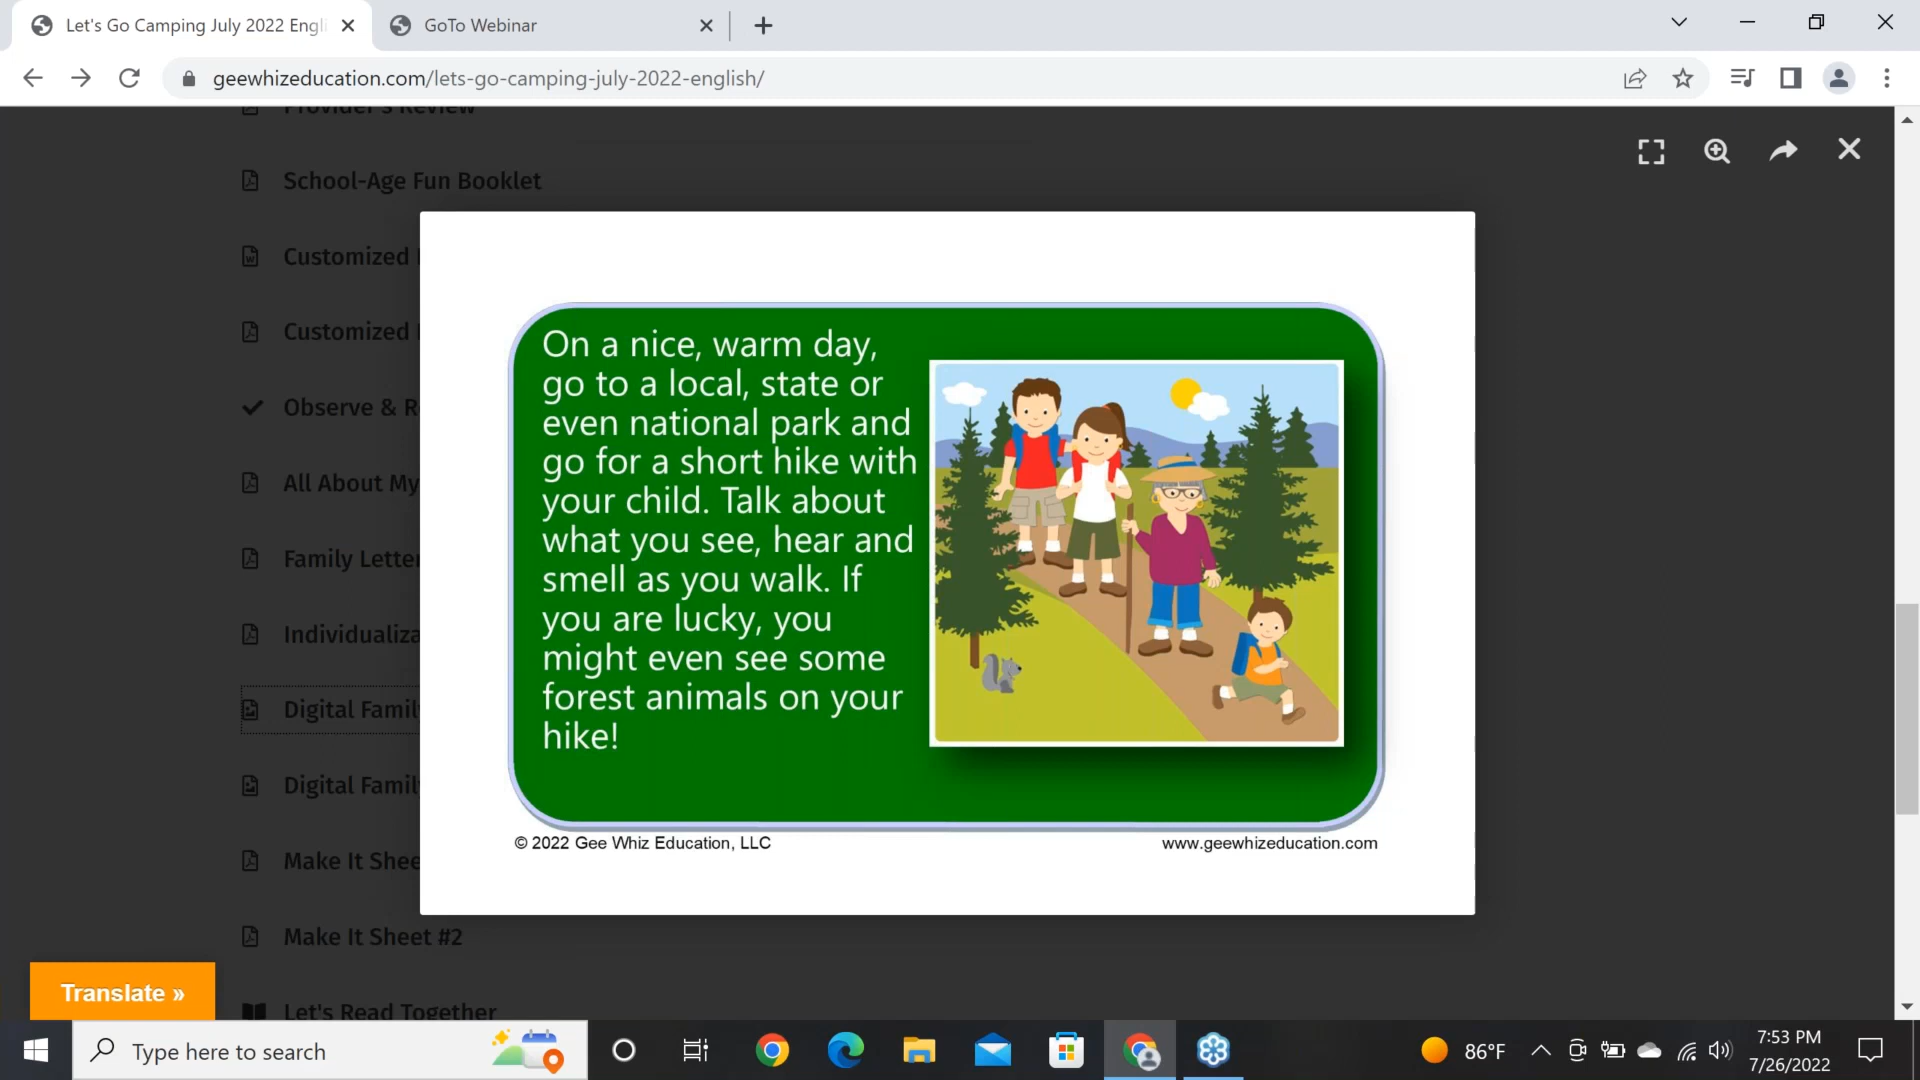 Let's Go Camping July 2022 Engli
GoTo Webinar
geewhizeducation.com/lets-go-camping-july-2022-english/
Provider's Review
School-Age Fun Booklet
Customized
Customized
Observe & R
All About My
Family Letter
Individualiza
Digital Famil
Digital Famil
Make It Shee
Make It Sheet #2
Let's Read Together
On a nice, warm day,
go to a local, state or
even national park and
go for a short hike with
your child. Talk about
what you see, hear and
smell as you walk. If
you are lucky, you
might even see some
forest animals on your
hike!
© 2022 Gee Whiz Education, LLC
www.geewhizeducation.com
Translate »
Type here to search
86°F
7:53 PM
7/26/2022